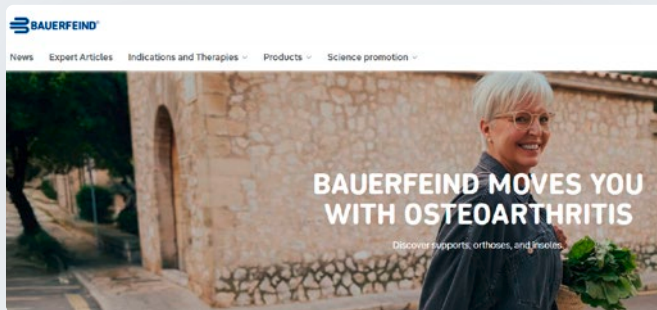 BAUERFEIND®
News Expert Articles Indications and Therapies Products Science promotion
BAUERFEIND MOVES YOU
WITH OSTEOARTHRITIS
Discover supports, orthoses, and insoles.